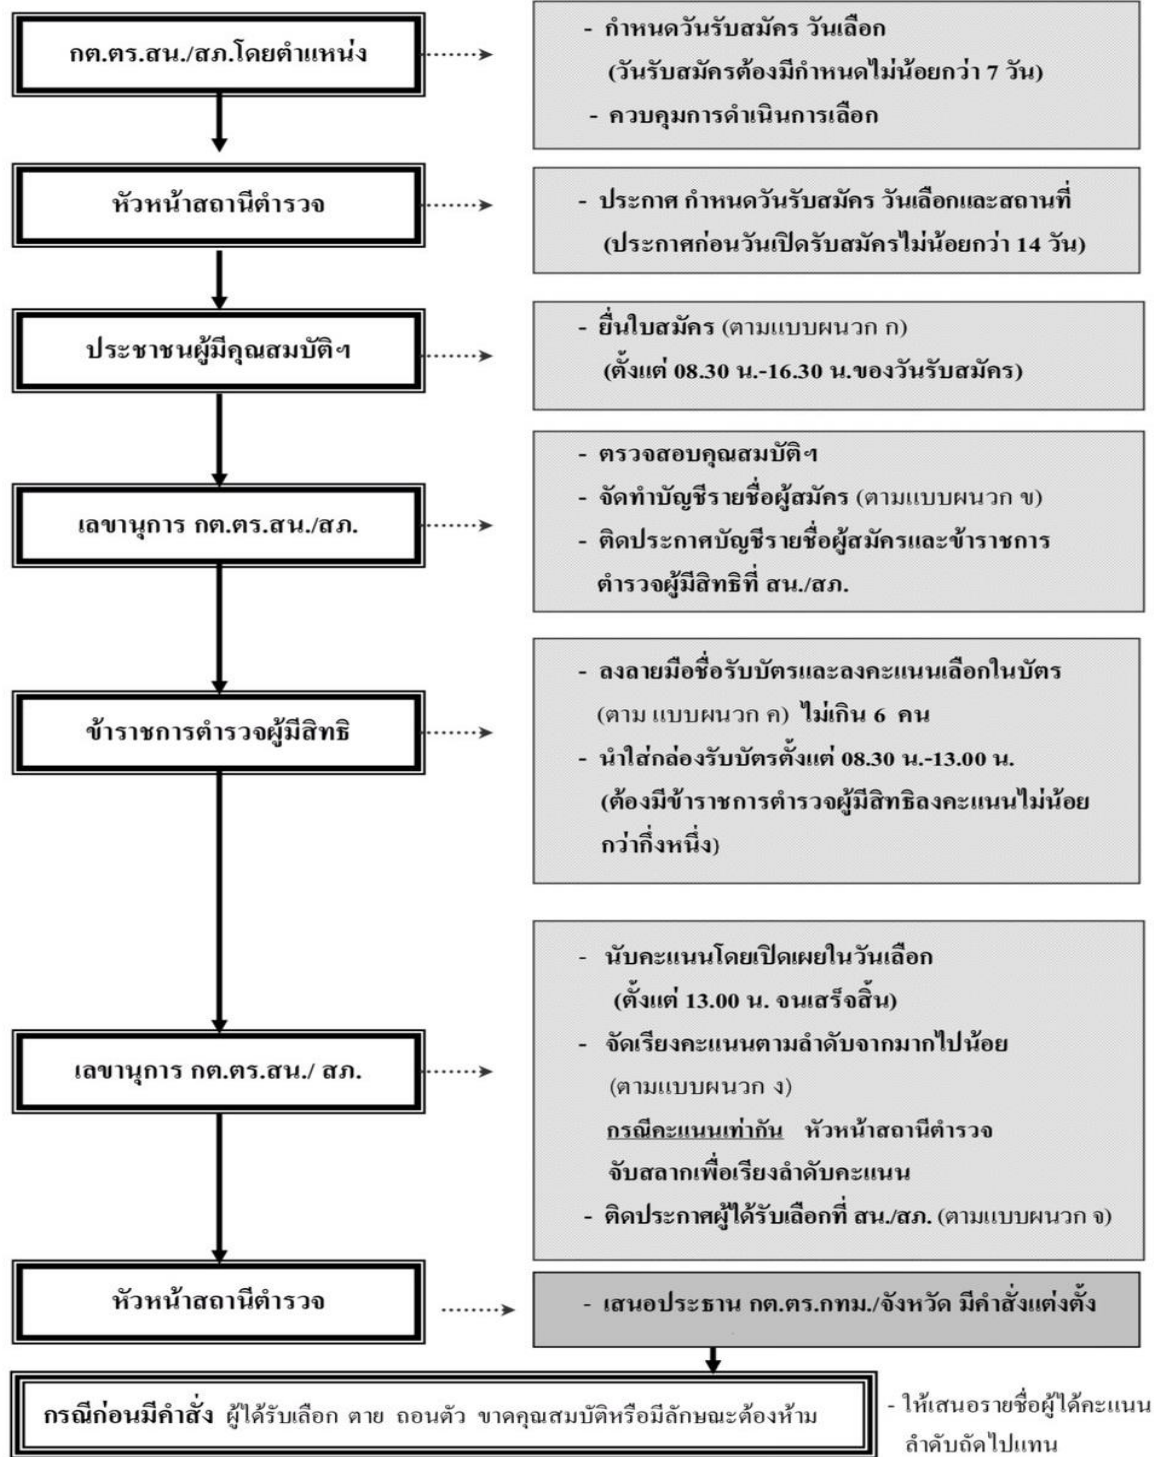 กต.ตร.สน./สภ.โดยตำแหน่ง
- กำหนดวันรับสมัคร วันเลือก
(วันรับสมัครต้องมีกำหนดไม่น้อยกว่า 7 วัน)
- ควบคุมการดำเนินการเลือก
หัวหน้าสถานีตำรวจ
- ประกาศ กำหนดวันรับสมัคร วันเลือกและสถานที่
(ประกาศก่อนวันเปิดรับสมัครไม่น้อยกว่า 14 วัน)
ประชาชนผู้มีคุณสมบัติฯ
- ยื่นใบสมัคร (ตามแบบผนวก ก)
(ตั้งแต่ 08.30 น.-16.30 น.ของวันรับสมัคร)
เลขานุการ กต.ตร.สน./สภ.
- ตรวจสอบคุณสมบัติฯ
- จัดทำบัญชีรายชื่อผู้สมัคร (ตามแบบผนวก ข)
- ติดประกาศบัญชีรายชื่อผู้สมัครและข้าราชการ
ตำรวจผู้มีสิทธิที่ สน./สภ.
ข้าราชการตำรวจผู้มีสิทธิ
- ลงลายมือชื่อรับบัตรและลงคะแนนเลือกในบัตร
(ตาม แบบผนวก ค) ไม่เกิน 6 คน
- นำใส่กล่องรับบัตรตั้งแต่ 08.30 น.-13.00 น.
(ต้องมีข้าราชการตำรวจผู้มีสิทธิลงคะแนนไม่น้อย
กว่ากึ่งหนึ่ง)
เลขานุการ กต.ตร.สน./ สภ.
- นับคะแนนโดยเปิดเผยในวันเลือก
(ตั้งแต่ 13.00 น. จนเสร็จสิ้น)
- จัดเรียงคะแนนตามลำดับจากมากไปน้อย
(ตามแบบผนวก ง)
กรณีคะแนนเท่ากัน หัวหน้าสถานีตำรวจ
จับสลากเพื่อเรียงลำดับคะแนน
- ติดประกาศผู้ได้รับเลือกที่ สน./สภ. (ตามแบบผนวก จ)
หัวหน้าสถานีตำรวจ
- เสนอประธาน กต.ตร.กทม./จังหวัด มีคำสั่งแต่งตั้ง
กรณีก่อนมีคำสั่ง ผู้ได้รับเลือก ตาย ถอนตัว ขาดคุณสมบัติหรือมีลักษณะต้องห้าม
- ให้เสนอรายชื่อผู้ได้คะแนน
ลำดับถัดไปแทน